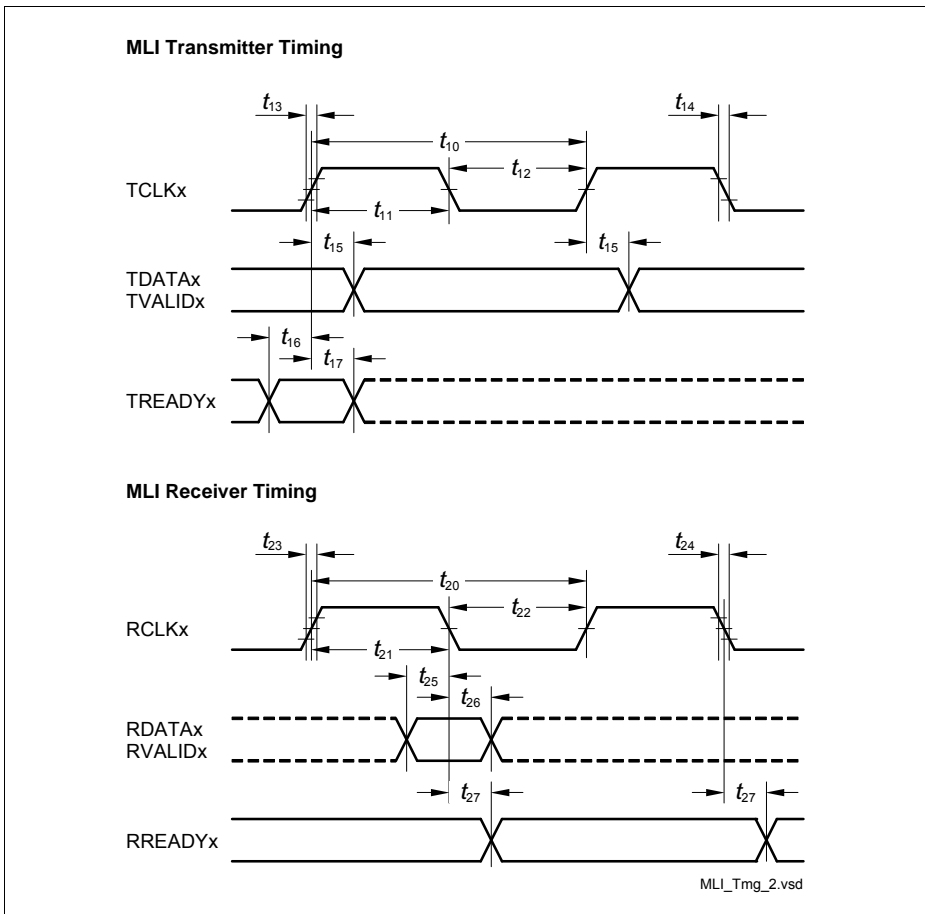 MLI Transmitter Timing
t13
t14
t10
t12
TCLKx
t11
t15
t15
TDATAx
TVALIDx
t16
t17
TREADYx
MLI Receiver Timing
t23
t24
t20
t22
RCLKx
t21
t25
t26
RDATAx
RVALIDx
t27
t27
RREADYx
MLI_Tmg_2.vsd